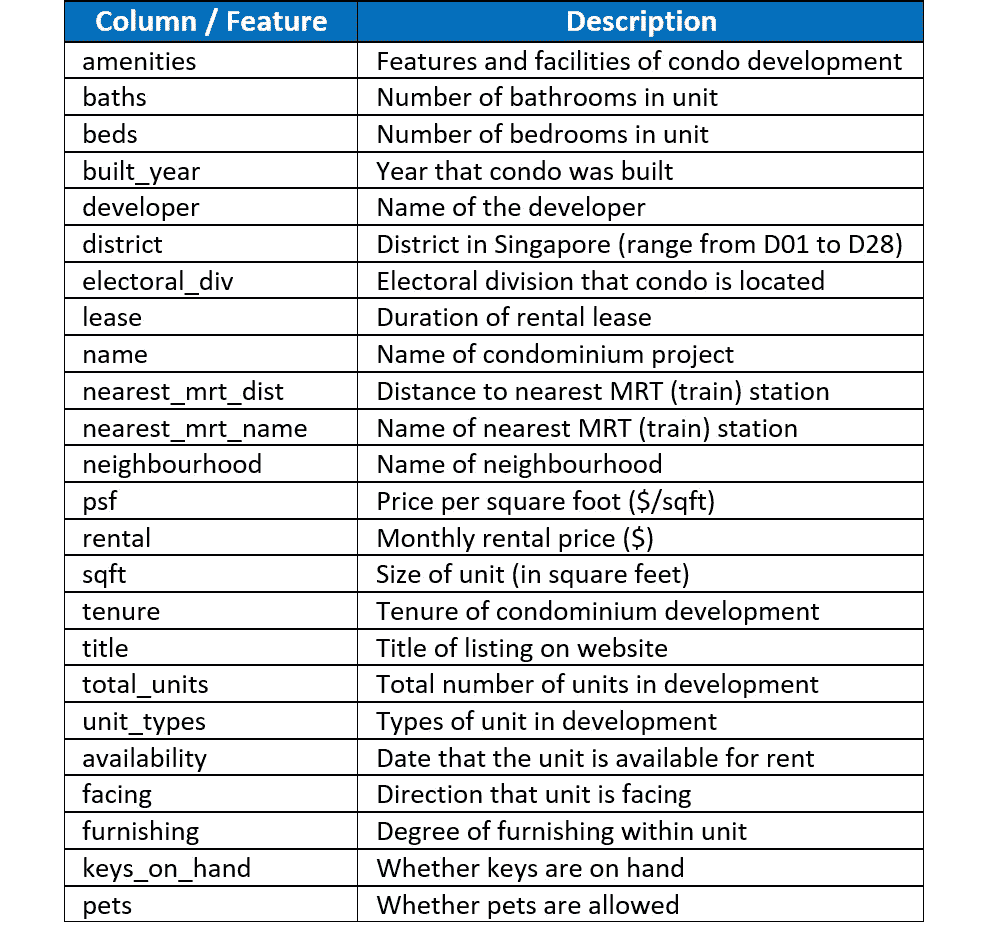 Column / Feature Description
amenities Features and facilities of condo development
baths Number of bathrooms in unit
beds Number of bedrooms in unit
built_year Year that condo was built
developer Name of the developer
district District in Singapore (range from D01 to D28)
electoral_div Electoral division that condo is located
lease Duration of rental lease
name Name of condominium project
nearest_mrt_dist Distance to nearest MRT (train) station
nearest_mrt_name Name of nearest MRT (train) station
neighbourhood Name of neighbourhood
psf Price per square foot ($/sqft)
rental Monthly rental price ($)
sqft Size of unit (in square feet)
tenure Tenure of condominium development
title Title of listing on website
total_units Total number of units in development
unit_types Types of unit in development
availability Date that the unit is available for rent
facing Direction that unit is facing
furnishing Degree of furnishing within unit
keys_on_hand Whether keys are on hand
pets Whether pets are allowed